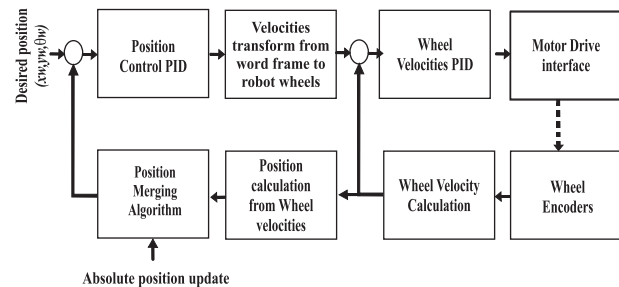 Desired position
(xw,yw,θw)
Position
Control PID
Velocities
transform from
word frame to
robot wheels
Wheel
Velocities PID
Motor Drive
interface
Position
Merging
Algorithm
Position
calculation
from Wheel
velocities
Wheel Velocity
Calculation
Wheel
Encoders
Absolute position update